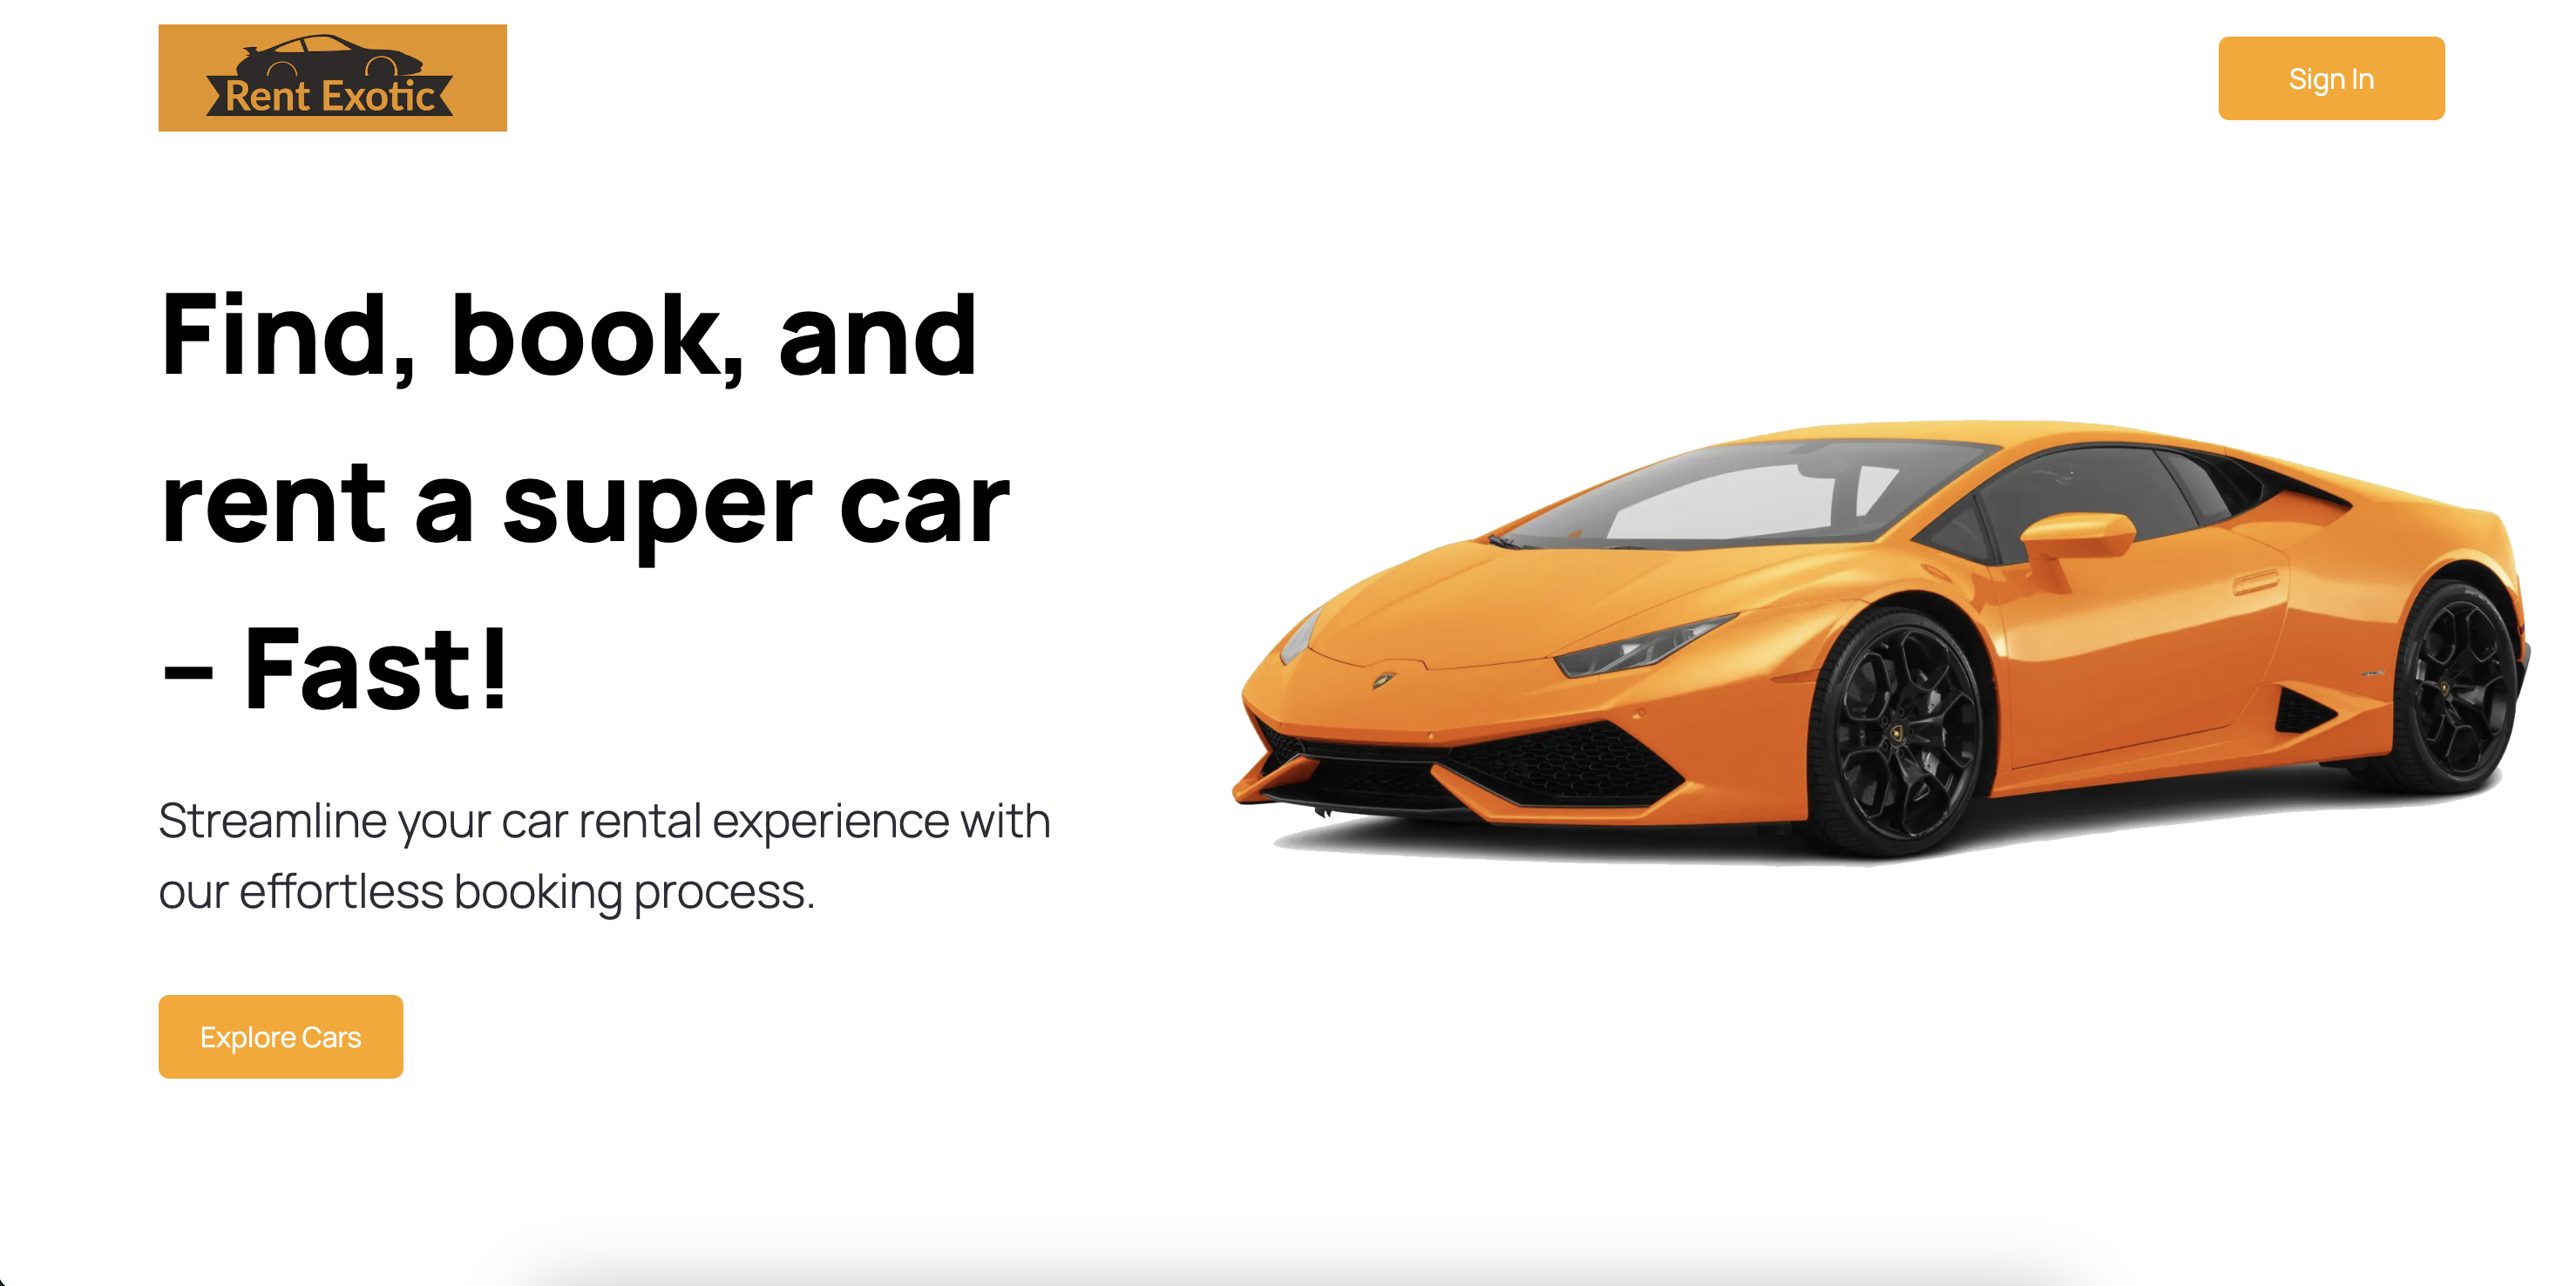 Rent Exotic
Sign In
Find, book, and
rent a super car
– Fast!
Streamline your car rental experience with
our effortless booking process.
Explore Cars